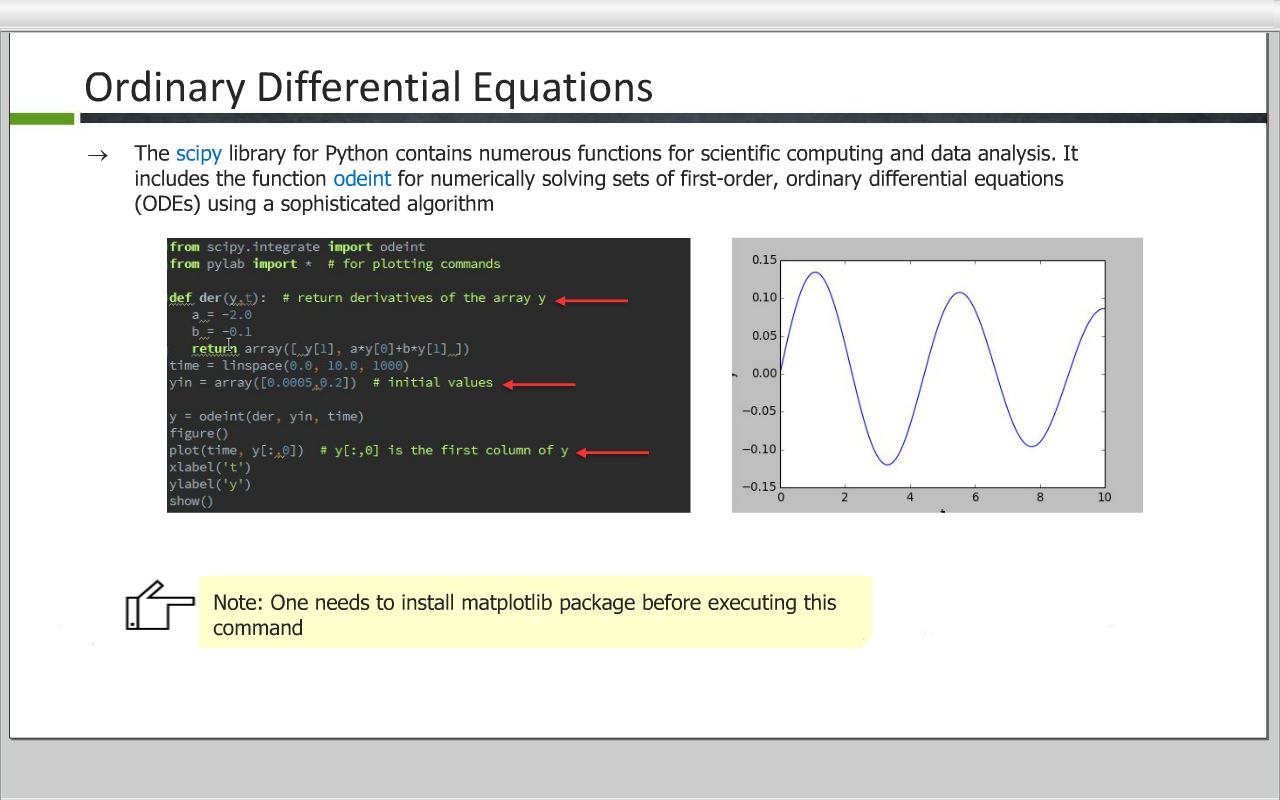 Ordinary Differential Equations
→ The scipy library for Python contains numerous functions for scientific computing and data analysis. It
includes the function odeint for numerically solving sets of first-order, ordinary differential equations
(ODEs) using a sophisticated algorithm
from scipy.integrate import odeint
from pylab import * # for plotting commands
def der(y,t): # return derivatives of the array y
a = -2.0
b = -0.1
return array([ y[1], a*y[0]+b*y[1] ])
time = linspace(0.0, 10.0, 1000)
yin = array([0.0005,0.2]) # initial values
y = odeint(der, yin, time)
figure()
plot(time, y[:,0]) # y[:,0] is the first column of y
xlabel('t')
ylabel('y')
show()
0.15
0.10
0.05
0.00
−0.05
−0.10
−0.15
0 2 4 6 8 10
Note: One needs to install matplotlib package before executing this
command